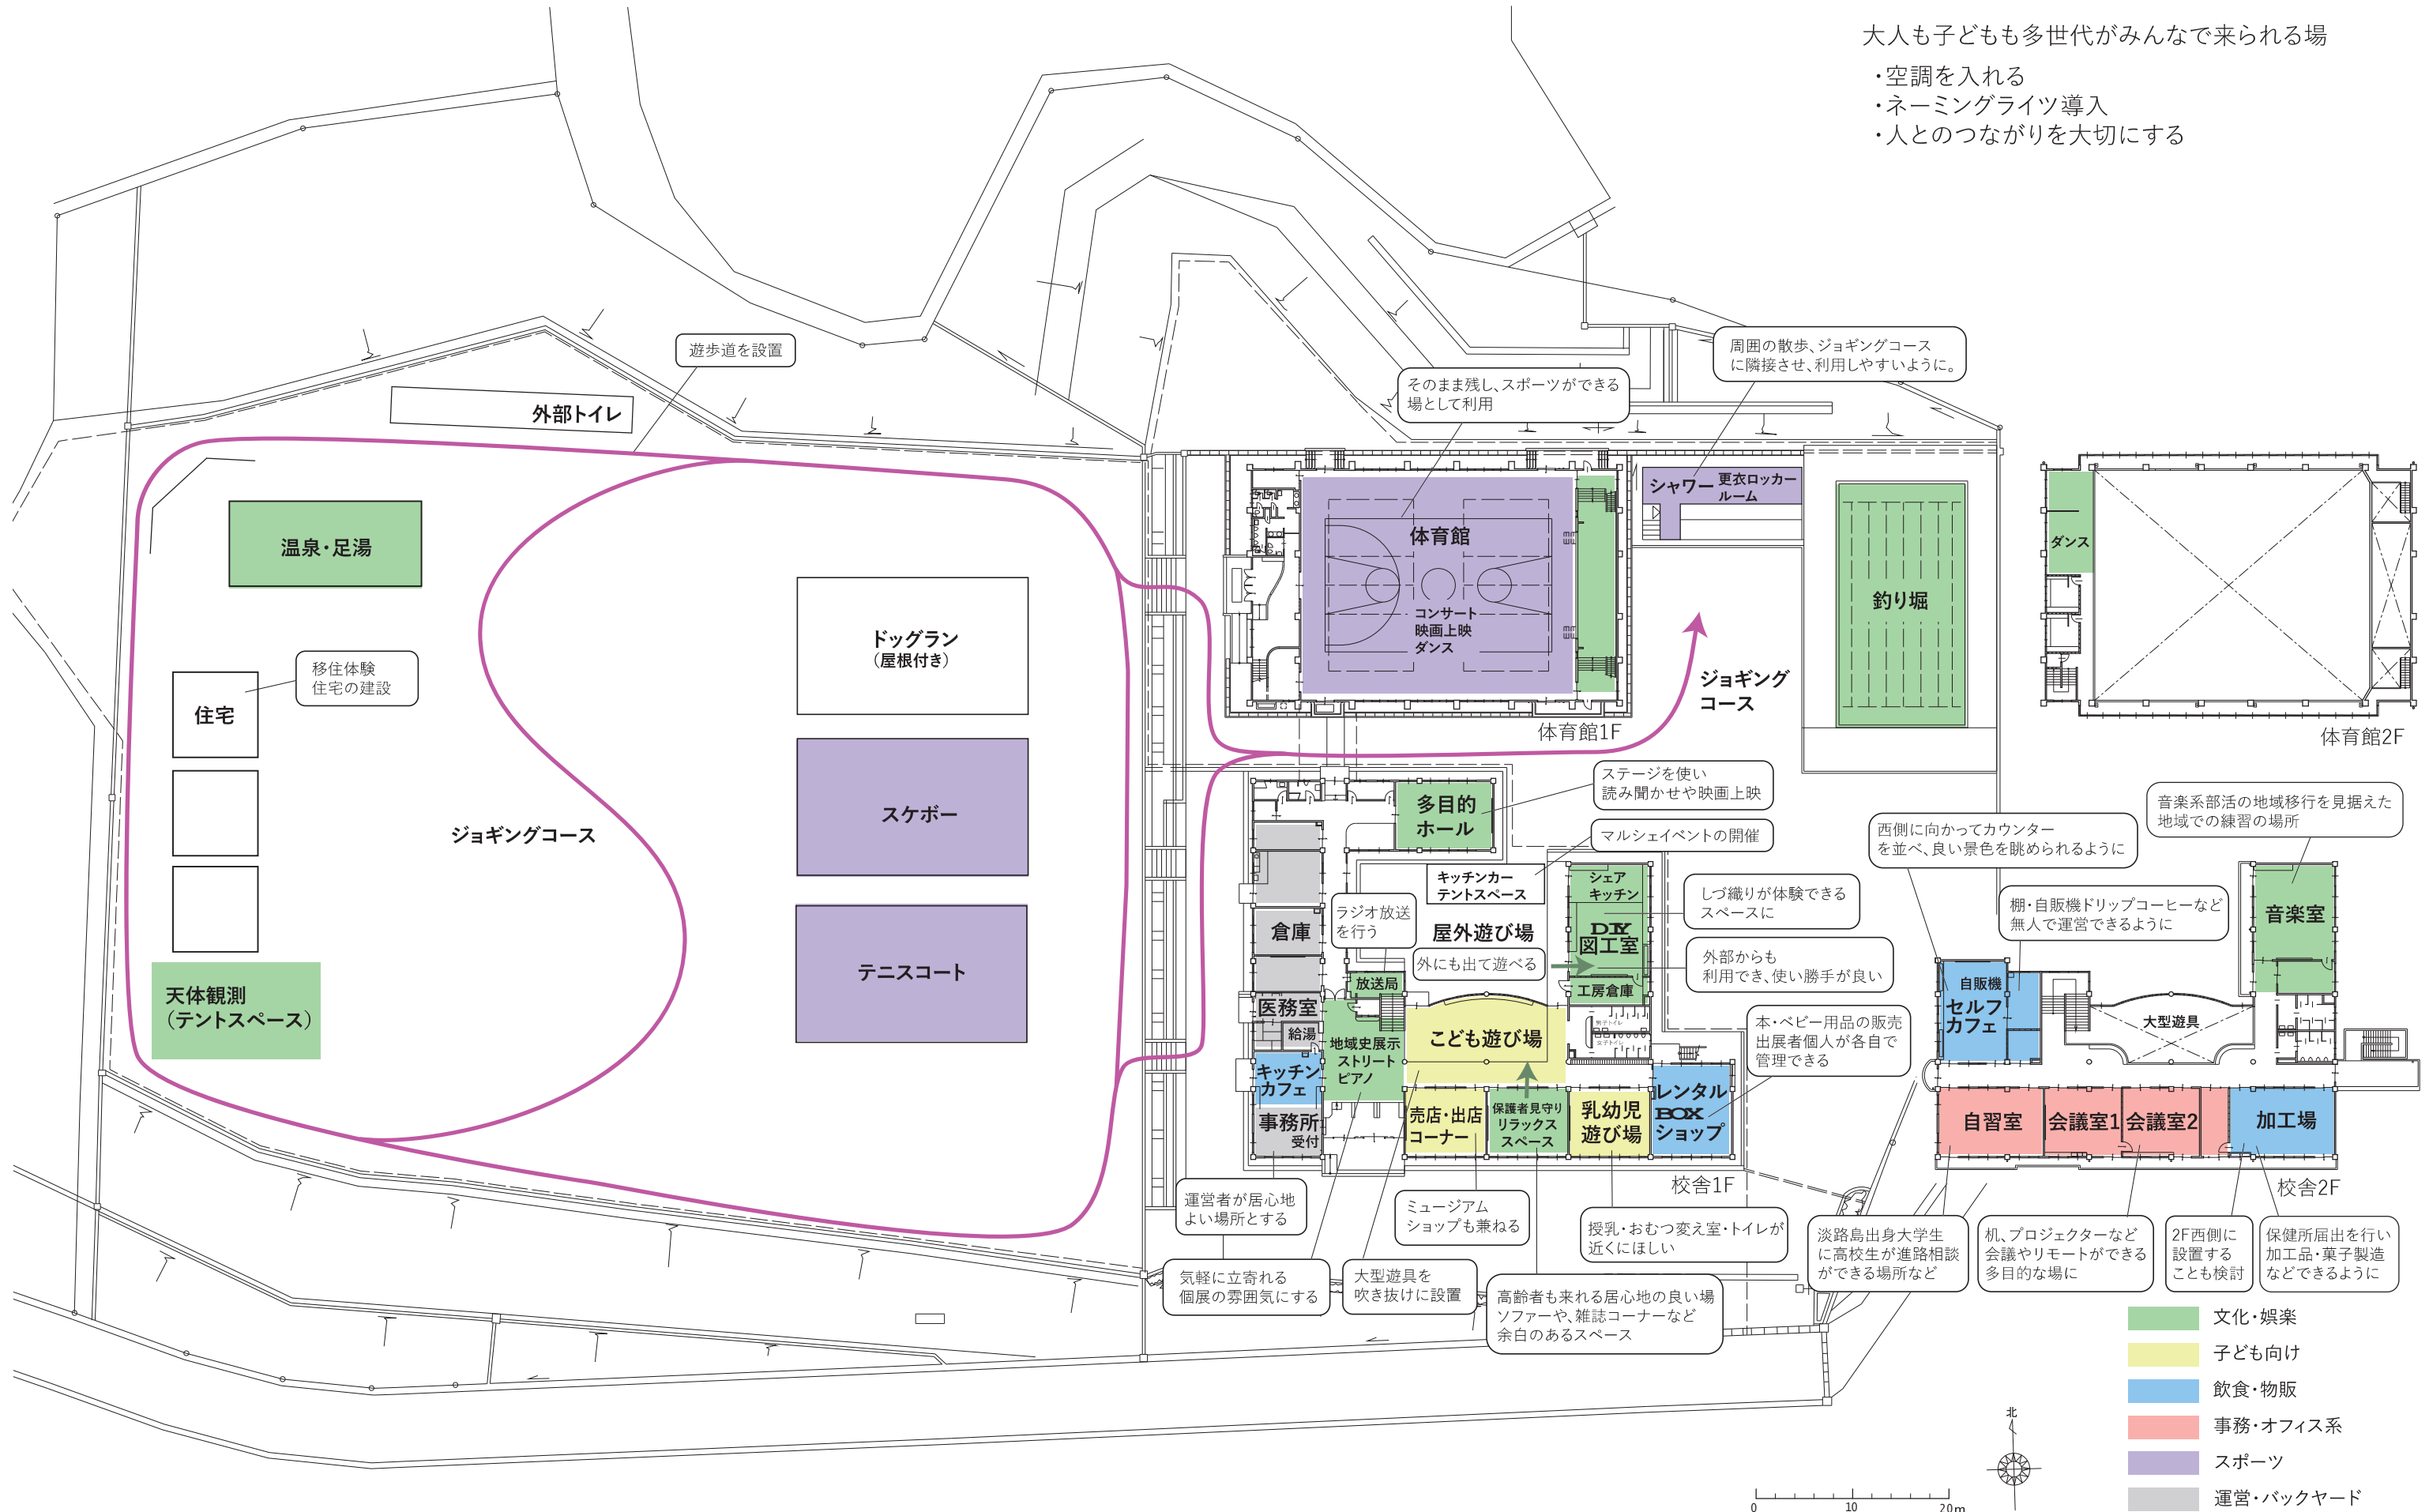 大人も子どもも多世代がみんなで来られる場
・空調を入れる
・ネーミングライツ導入
・人とのつながりを大切にする
遊歩道を設置
外部トイレ
そのまま残し、スポーツができる
場として利用
周囲の散歩、ジョギングコース
に隣接させ、利用しやすいように。
温泉・足湯
移住体験
住宅の建設
住宅
天体観測
（テントスペース）
ジョギングコース
ドッグラン
（屋根付き）
スケボー
テニスコート
体育館
コンサート
映画上映
ダンス
シャワー
更衣ロッカー
ルーム
釣り堀
ジョギング
コース
体育館1F
ダンス
体育館2F
多目的
ホール
ステージを使い
読み聞かせや映画上映
マルシェイベントの開催
キッチンカー
テントスペース
ラジオ放送
を行う
屋外遊び場
外にも出て遊べる
シェア
キッチン
DIY
図工室
工房倉庫
しづ織りが体験できる
スペースに
外部からも
利用でき、使い勝手が良い
倉庫
医務室
給湯
放送局
キッチン
カフェ
事務所
受付
地域史展示
ストリート
ピアノ
こども遊び場
男子トイレ
女子トイレ
売店・出店
コーナー
保護者見守り
リラックス
スペース
乳幼児
遊び場
レンタル
BOX
ショップ
本・ベビー用品の販売
出展者個人が各自で
管理できる
校舎1F
運営者が居心地
よい場所とする
気軽に立寄れる
個展の雰囲気にする
大型遊具を
吹き抜けに設置
ミュージアム
ショップも兼ねる
高齢者も来れる居心地の良い場
ソファーや、雑誌コーナーなど
余白のあるスペース
授乳・おむつ変え室・トイレが
近くにほしい
西側に向かってカウンター
を並べ、良い景色を眺められるように
音楽系部活の地域移行を見据えた
地域での練習の場所
棚・自販機ドリップコーヒーなど
無人で運営できるように
音楽室
自販機
セルフ
カフェ
大型遊具
自習室
会議室1
会議室2
加工場
校舎2F
淡路島出身大学生
に高校生が進路相談
ができる場所など
机、プロジェクターなど
会議やリモートができる
多目的な場に
2F西側に
設置する
ことも検討
保健所届出を行い
加工品・菓子製造
などできるように
文化・娯楽
子ども向け
飲食・物販
事務・オフィス系
スポーツ
運営・バックヤード
北
0 10 20m